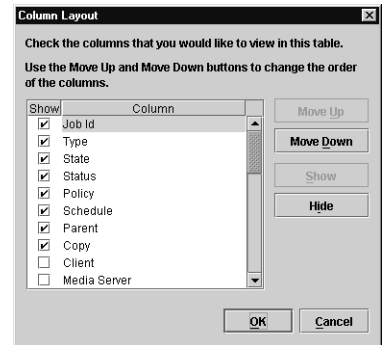 Column Layout
Check the columns that you would like to view in this table.
Use the Move Up and Move Down buttons to change the order
of the columns.
Show Column
Job Id
Type
State
Status
Policy
Schedule
Parent
Copy
Client
Media Server
Move Up
Move Down
Show
Hide
OK Cancel